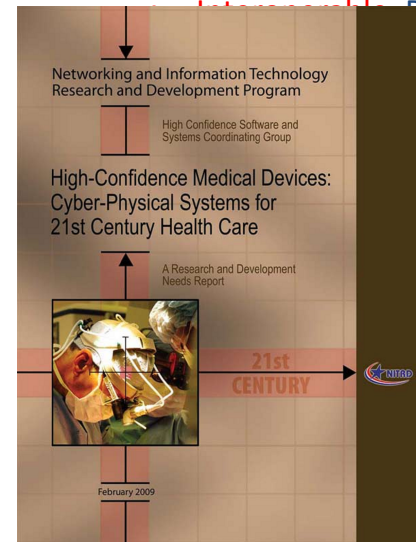 Networking and Information Technology
Research and Development Program
High Confidence Software and
Systems Coordinating Group
High-Confidence Medical Devices:
Cyber-Physical Systems for
21st Century Health Care
A Research and Development
Needs Report
21st
CENTURY
NITRD
February 2009